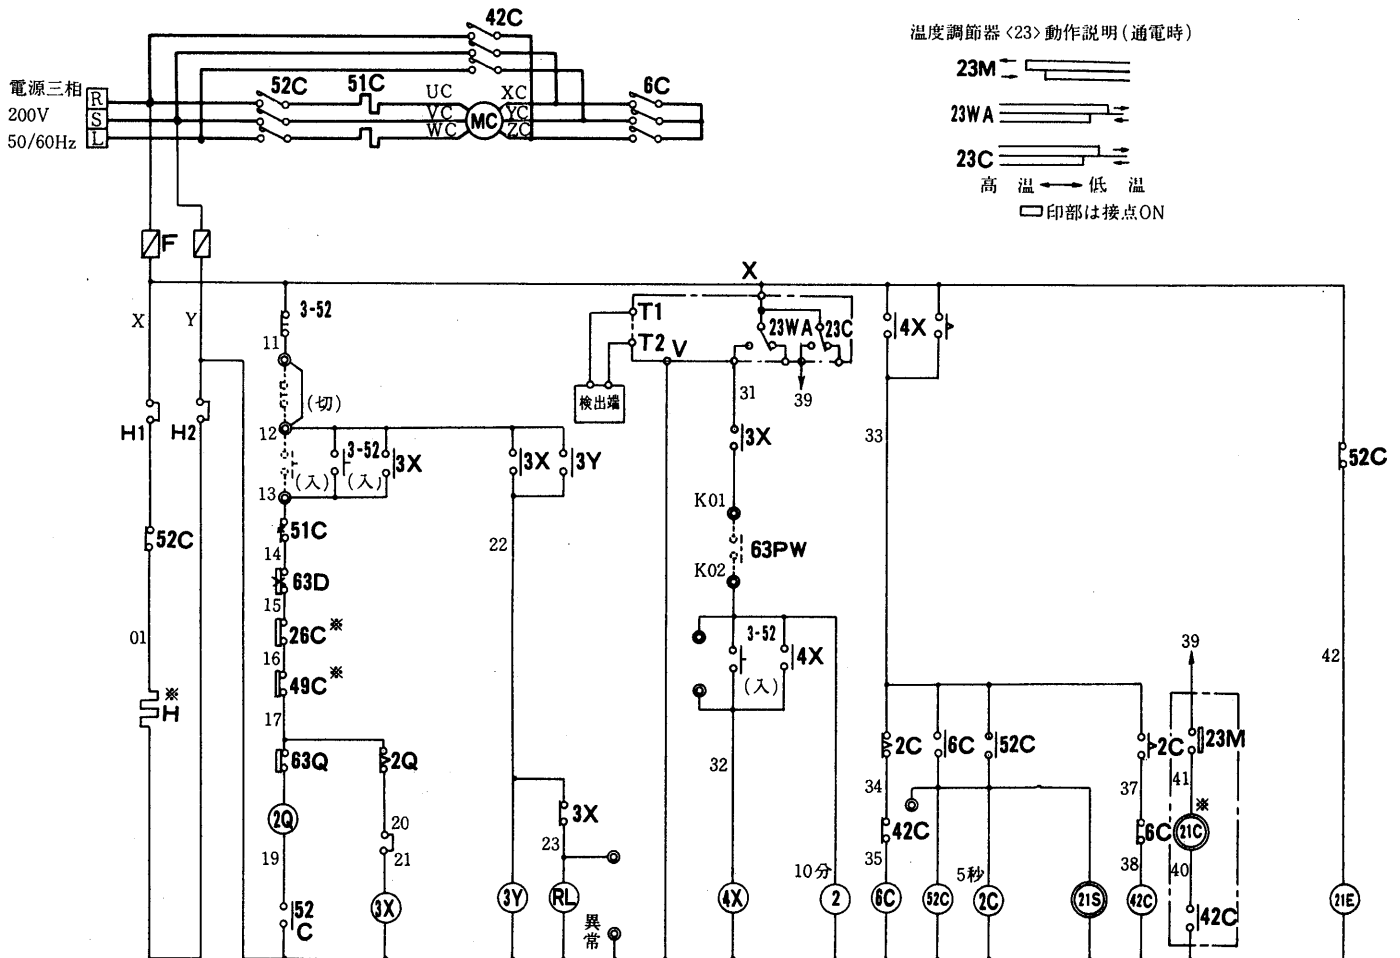 42C
温度調節器<23>動作説明(通電時)
23M
23WA
23C
高 温 低 温
印部は接点ON
電源三相
200V
50/60Hz
R
S
L
52C
51C
UC
VC
WC
MC
XC
YC
ZC
6C
F
X
Y
H1
H2
52C
01
※
H
3-52
11
(切)
12
(入)
3-52
(入)
3X
13
51C
14
63D
15
26C※
16
49C※
17
63Q
2Q
2Q
19
20
21
52
C
3X
3X
3Y
22
3X
23
3Y
RL
異常
X
T1
T2
V
23WA
23C
検出端
31
39
3X
K01
63PW
K02
3-52
(入)
4X
32
10分
4X
2
4X
33
2C
6C
52C
34
42C
35
5秒
6C
52C
2C
21S
2C
37
6C
38
42C
39
23M
41
※
21C
40
42C
52C
42
21E